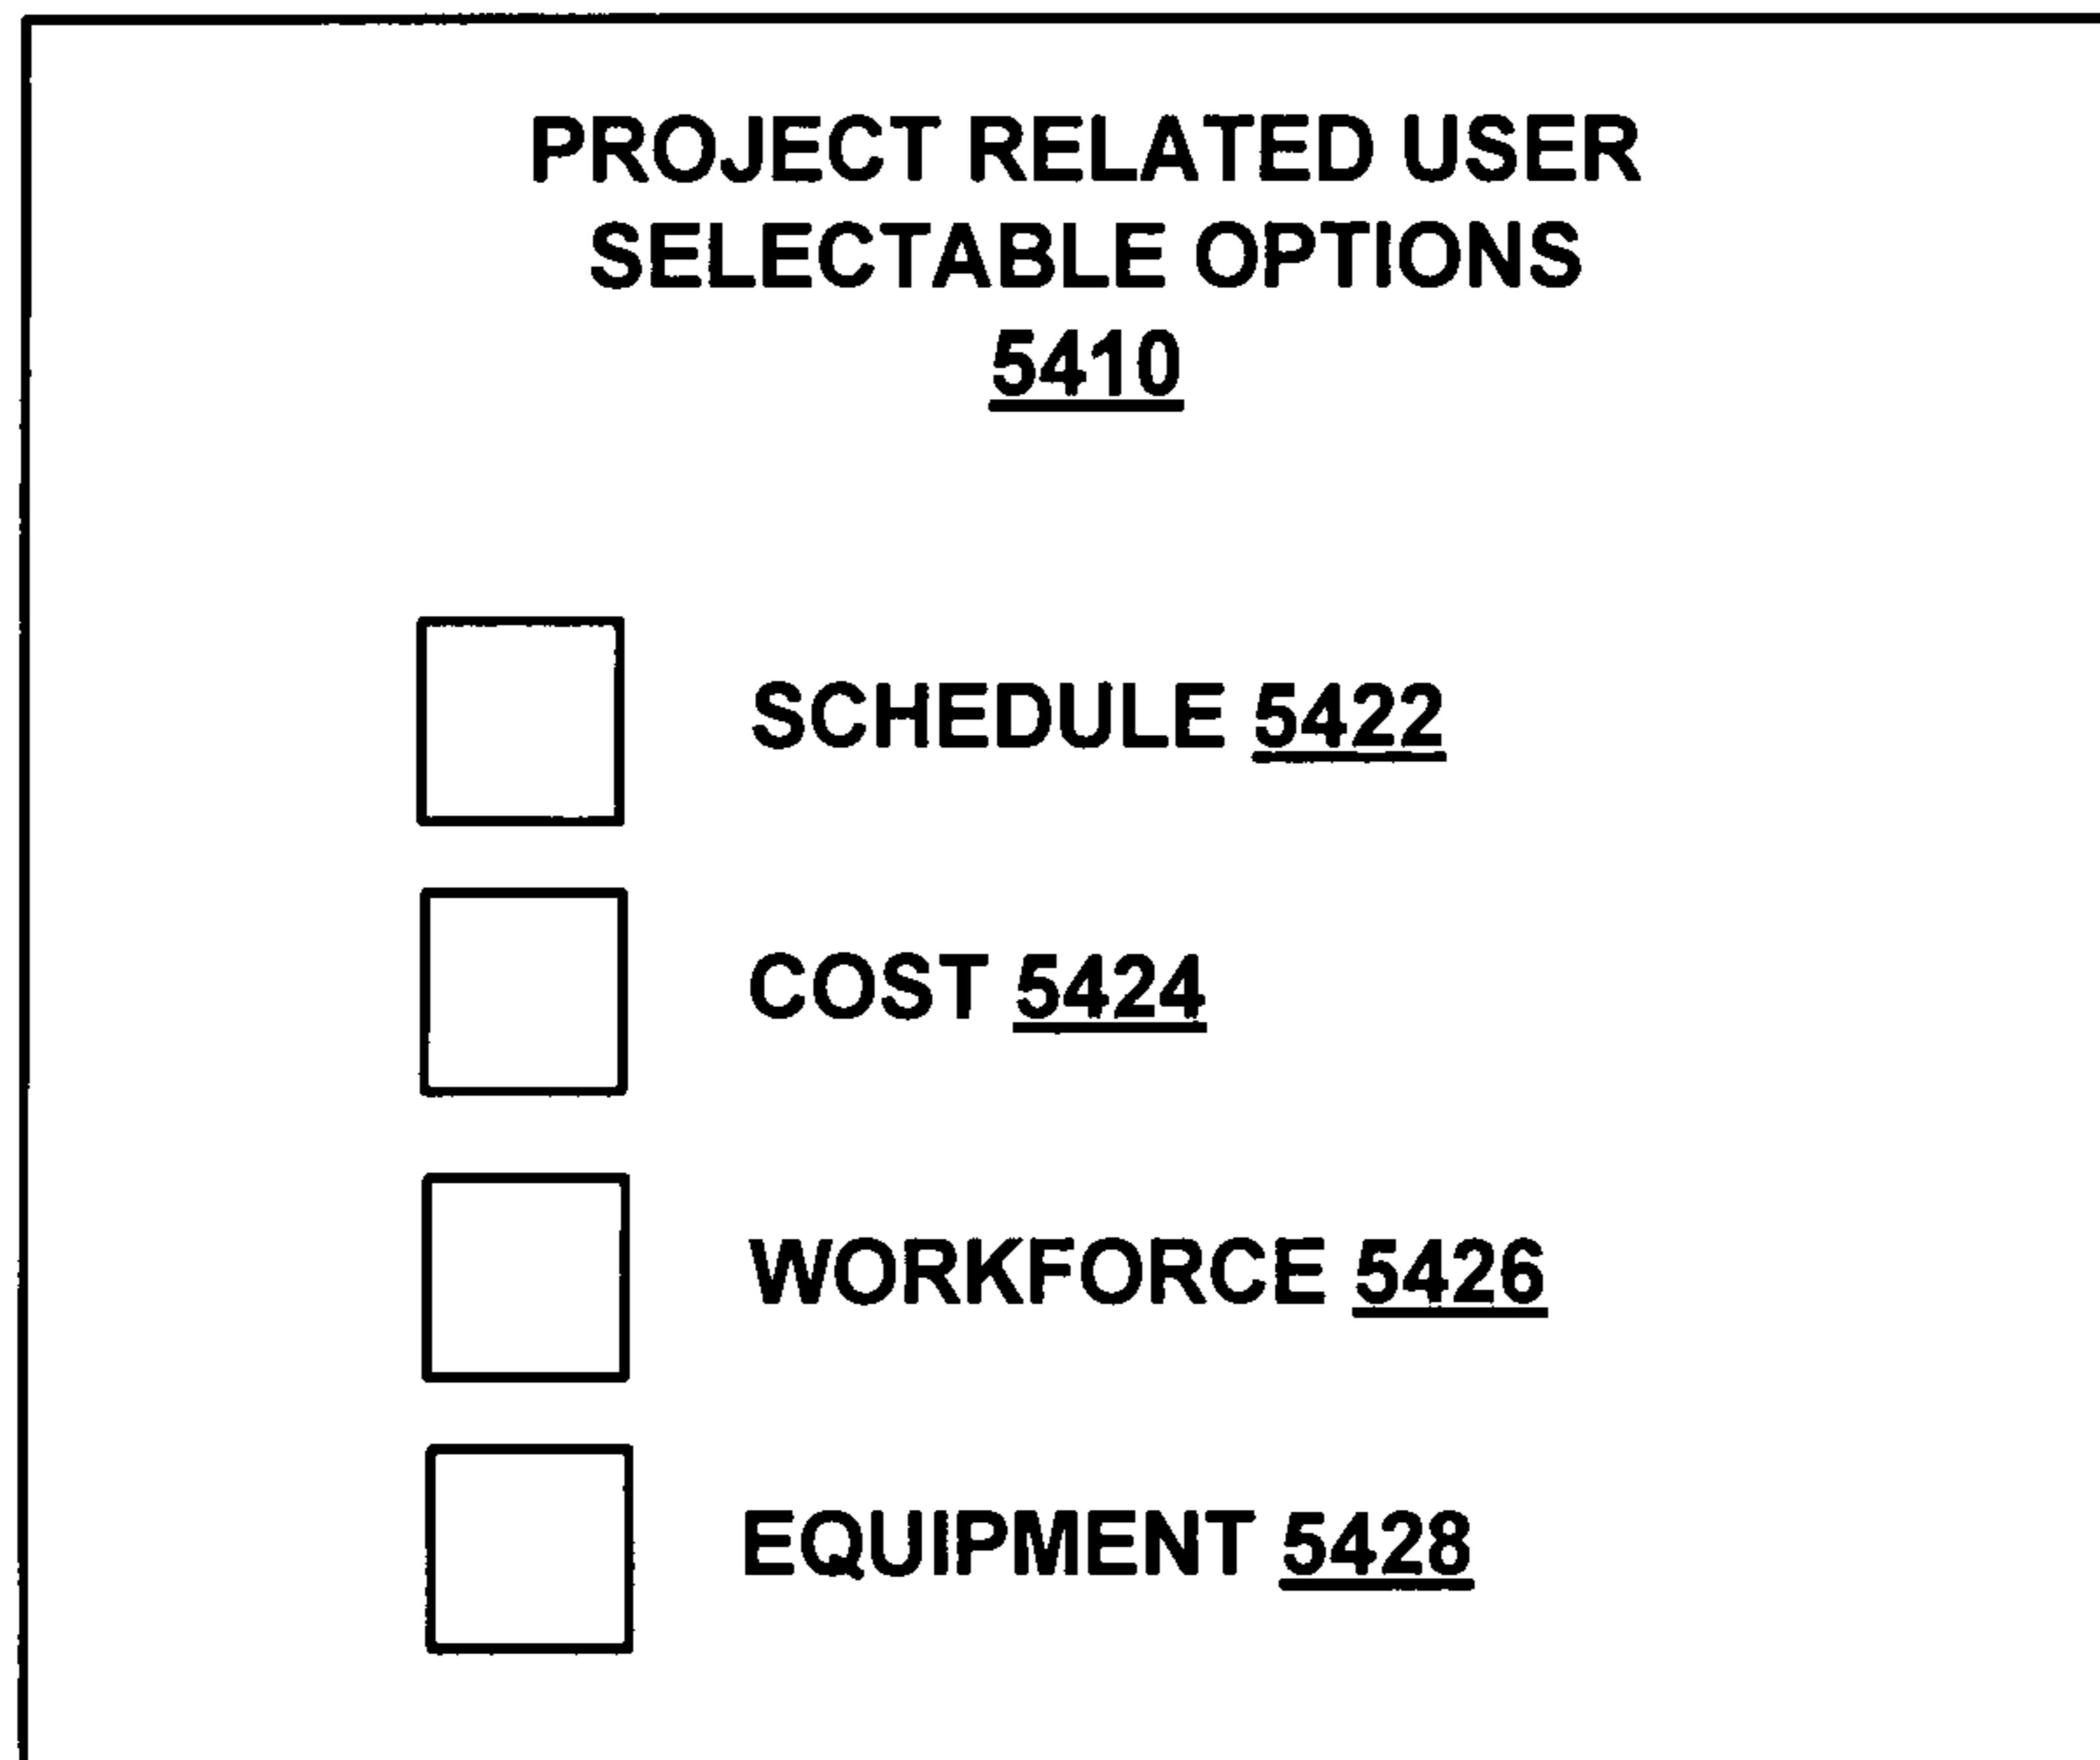 PROJECT RELATED USER
SELECTABLE OPTIONS
5410
SCHEDULE 5422
COST 5424
WORKFORCE 5426
EQUIPMENT 5428